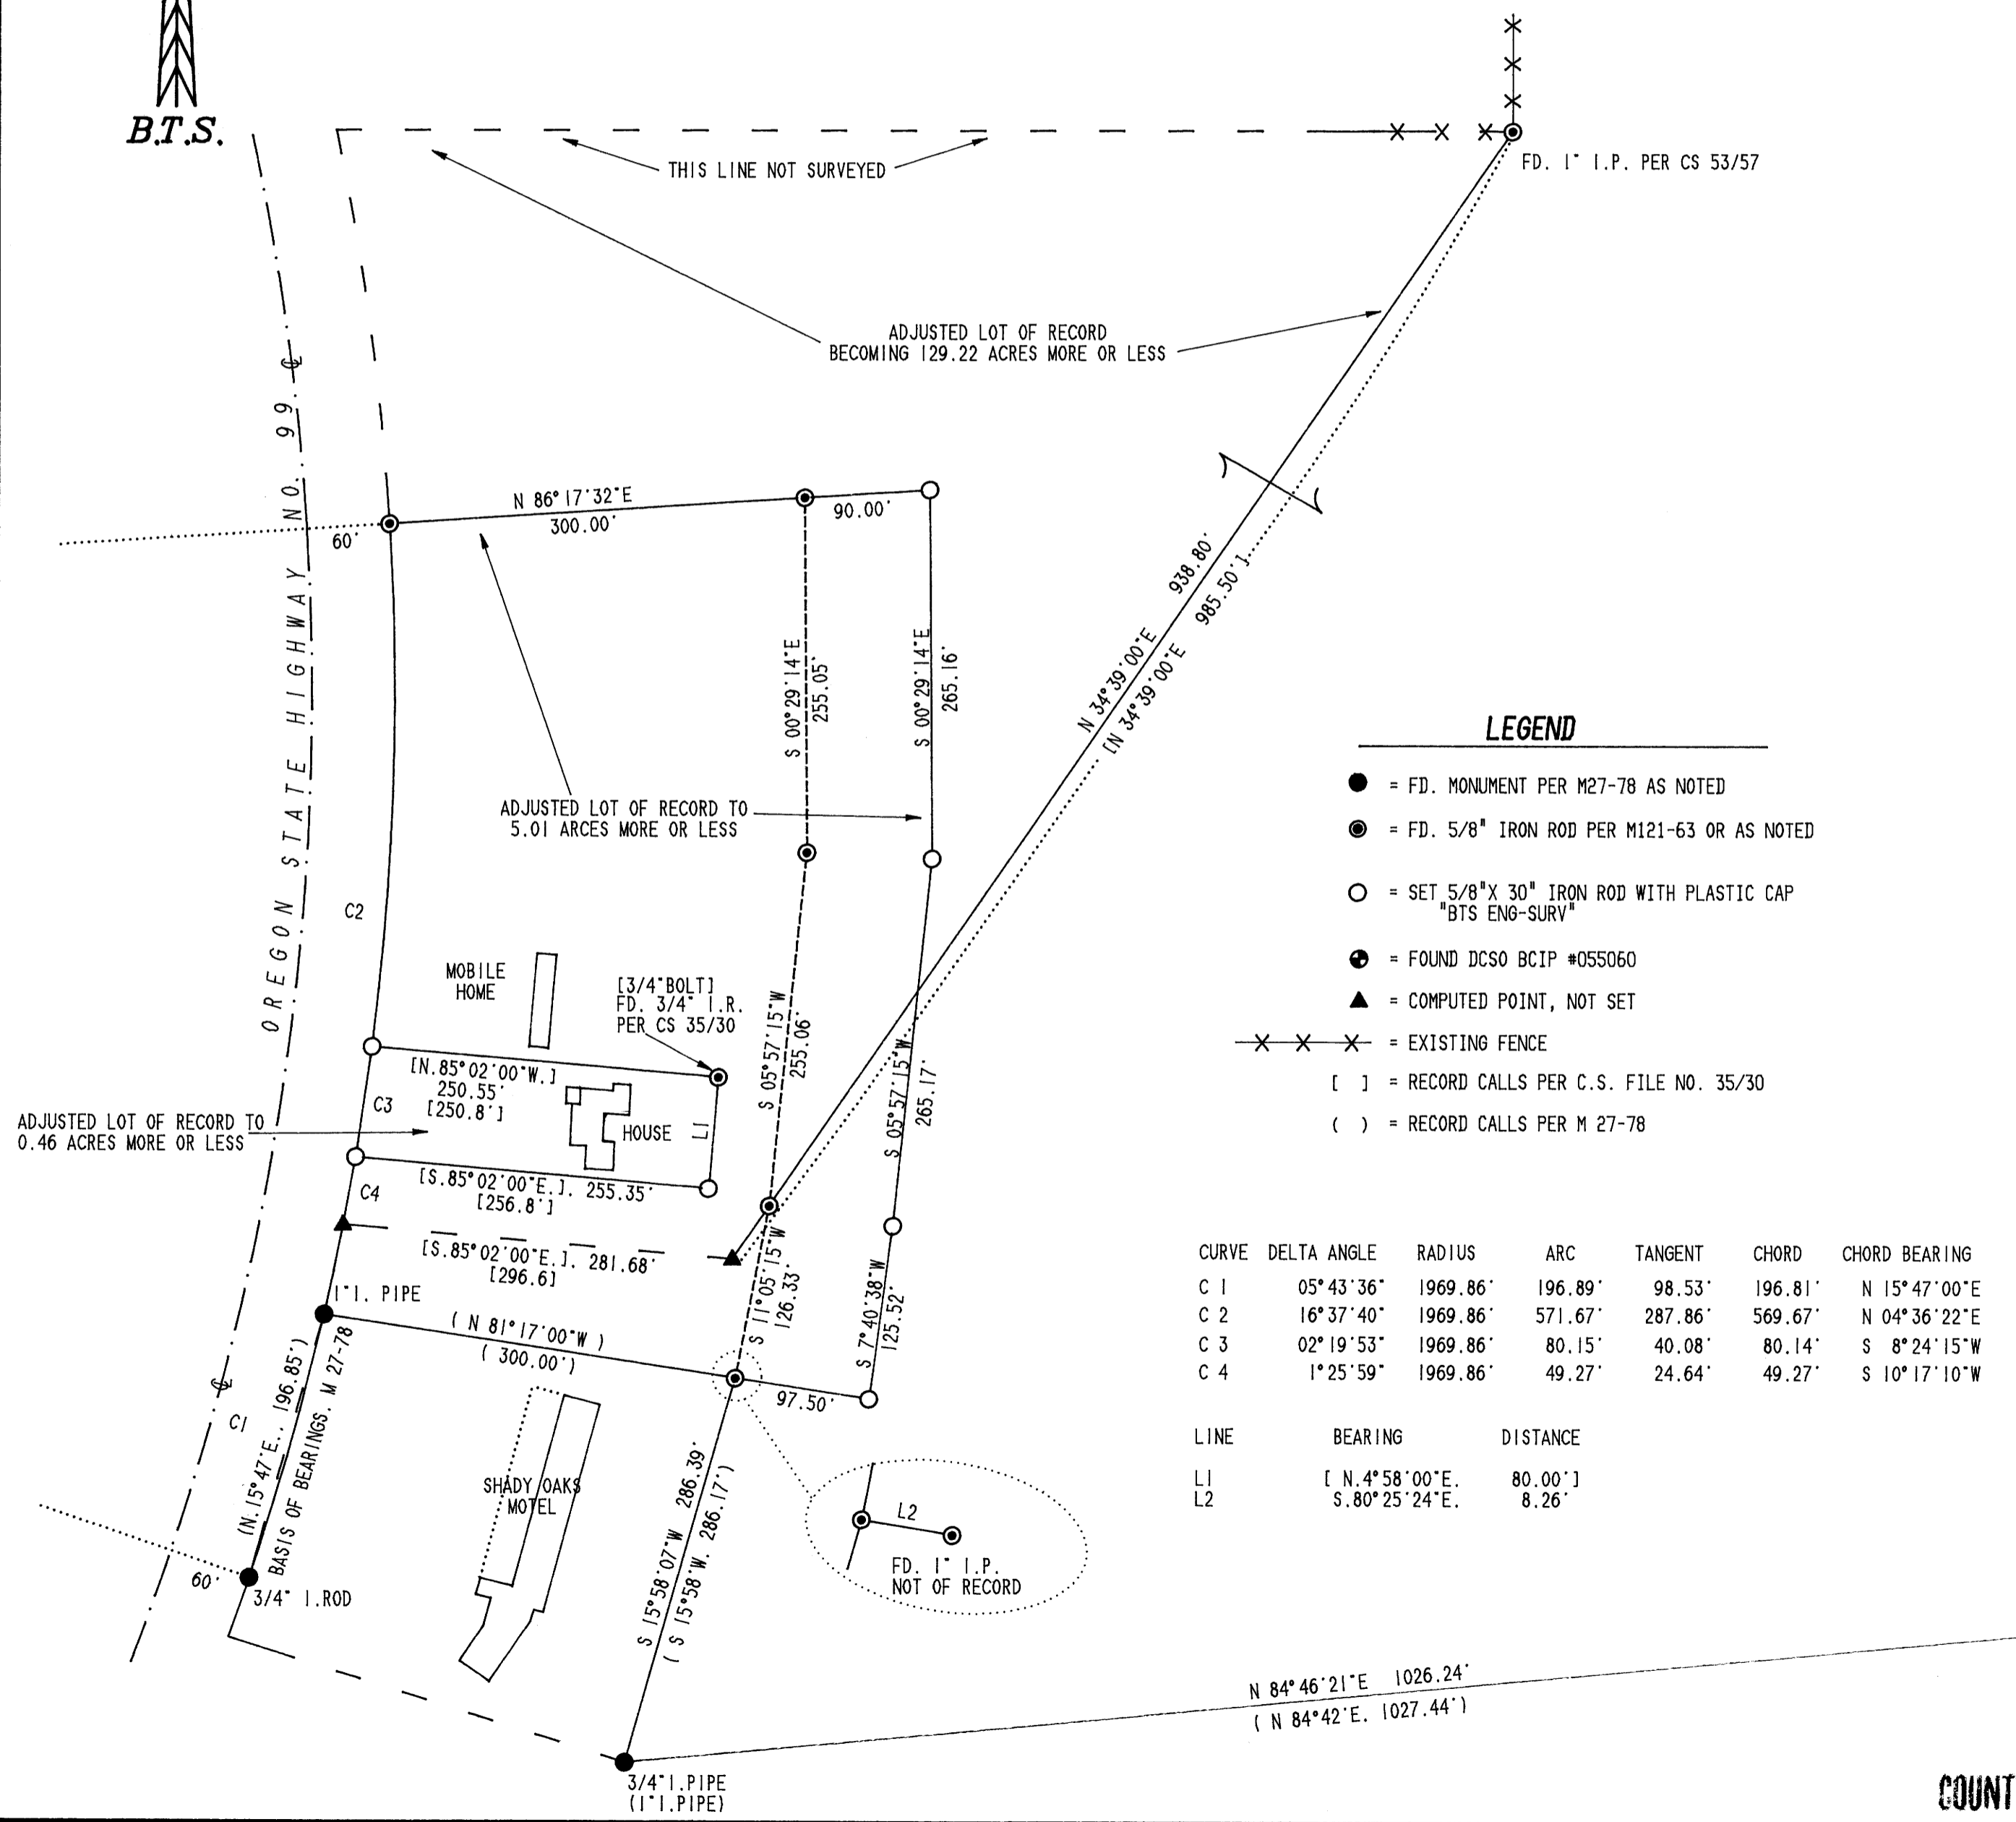 B.T.S.
THIS LINE NOT SURVEYED
FD. 1" I.P. PER CS 53/57
ADJUSTED LOT OF RECORD
BECOMING 129.22 ACRES MORE OR LESS
OREGON STATE HIGHWAY NO. 99
N 86°17'32"E
300.00'
90.00'
60'
938.80'
985.50']
N 34°39'00"E
[N 34°39'00"E
S 00°29'14"E
255.05'
S 00°29'14"E
265.16'
ADJUSTED LOT OF RECORD TO
5.01 ARCES MORE OR LESS
C2
MOBILE
HOME
[3/4"BOLT]
FD. 3/4" I.R.
PER CS 35/30
S 05°57'15"W
255.06'
S 05°57'15"W
265.17'
[N.85°02'00"W.]
250.55'
[250.8']
C3
HOUSE
L1
ADJUSTED LOT OF RECORD TO
0.46 ACRES MORE OR LESS
[S.85°02'00"E.]. 255.35'
[256.8']
C4
[S.85°02'00"E.]. 281.68'
[296.6]
S 11°05'15"W
126.33'
S 7°40'38"W
125.52'
1"I. PIPE
( N 81°17'00"W )
( 300.00')
97.50'
C1
(N.15°47'E., 196.85')
BASIS OF BEARINGS. M 27-78
SHADY OAKS
MOTEL
S 15°58'07"W 286.39'
( S 15°58'W. 286.17')
L2
FD. 1" I.P.
NOT OF RECORD
60'
3/4" I.ROD
3/4"I.PIPE
(1"I.PIPE)
N 84°46'21"E 1026.24'
( N 84°42'E. 1027.44')
LEGEND
= FD. MONUMENT PER M27-78 AS NOTED
= FD. 5/8" IRON ROD PER M121-63 OR AS NOTED
= SET 5/8"X 30" IRON ROD WITH PLASTIC CAP
"BTS ENG-SURV"
= FOUND DCSO BCIP #055060
= COMPUTED POINT, NOT SET
= EXISTING FENCE
[ ] = RECORD CALLS PER C.S. FILE NO. 35/30
( ) = RECORD CALLS PER M 27-78
CURVE DELTA ANGLE RADIUS ARC TANGENT CHORD CHORD BEARING
C 1 05°43'36" 1969.86' 196.89' 98.53' 196.81' N 15°47'00"E
C 2 16°37'40" 1969.86' 571.67' 287.86' 569.67' N 04°36'22"E
C 3 02°19'53" 1969.86' 80.15' 40.08' 80.14' S 8°24'15"W
C 4 1°25'59" 1969.86' 49.27' 24.64' 49.27' S 10°17'10"W
LINE BEARING DISTANCE
L1 [ N.4°58'00"E. 80.00']
L2 S.80°25'24"E. 8.26'
COUNT